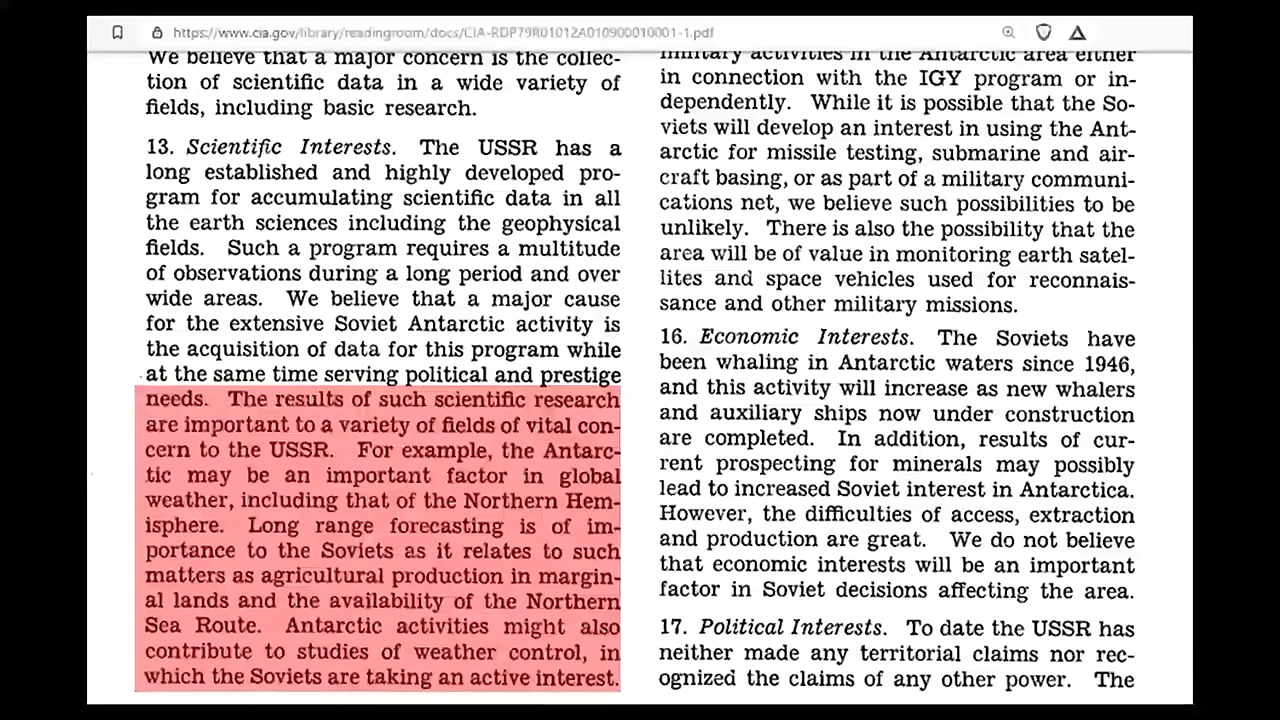 https://www.cia.gov/library/readingroom/docs/CIA-RDP79R01012A010900010001-1.pdf
We believe that a major concern is the collec-
tion of scientific data in a wide variety of
fields, including basic research.
13. Scientific Interests. The USSR has a
long established and highly developed pro-
gram for accumulating scientific data in all
the earth sciences including the geophysical
fields. Such a program requires a multitude
of observations during a long period and over
wide areas. We believe that a major cause
for the extensive Soviet Antarctic activity is
the acquisition of data for this program while
at the same time serving political and prestige
needs. The results of such scientific research
are important to a variety of fields of vital con-
cern to the USSR. For example, the Antarc-
tic may be an important factor in global
weather, including that of the Northern Hem-
isphere. Long range forecasting is of im-
portance to the Soviets as it relates to such
matters as agricultural production in margin-
al lands and the availability of the Northern
Sea Route. Antarctic activities might also
contribute to studies of weather control, in
which the Soviets are taking an active interest.
military activities in the Antarctic area either
in connection with the IGY program or in-
dependently. While it is possible that the So-
viets will develop an interest in using the Ant-
arctic for missile testing, submarine and air-
craft basing, or as part of a military communi-
cations net, we believe such possibilities to be
unlikely. There is also the possibility that the
area will be of value in monitoring earth satel-
lites and space vehicles used for reconnais-
sance and other military missions.
16. Economic Interests. The Soviets have
been whaling in Antarctic waters since 1946,
and this activity will increase as new whalers
and auxiliary ships now under construction
are completed. In addition, results of cur-
rent prospecting for minerals may possibly
lead to increased Soviet interest in Antarctica.
However, the difficulties of access, extraction
and production are great. We do not believe
that economic interests will be an important
factor in Soviet decisions affecting the area.
17. Political Interests. To date the USSR has
neither made any territorial claims nor rec-
ognized the claims of any other power. The